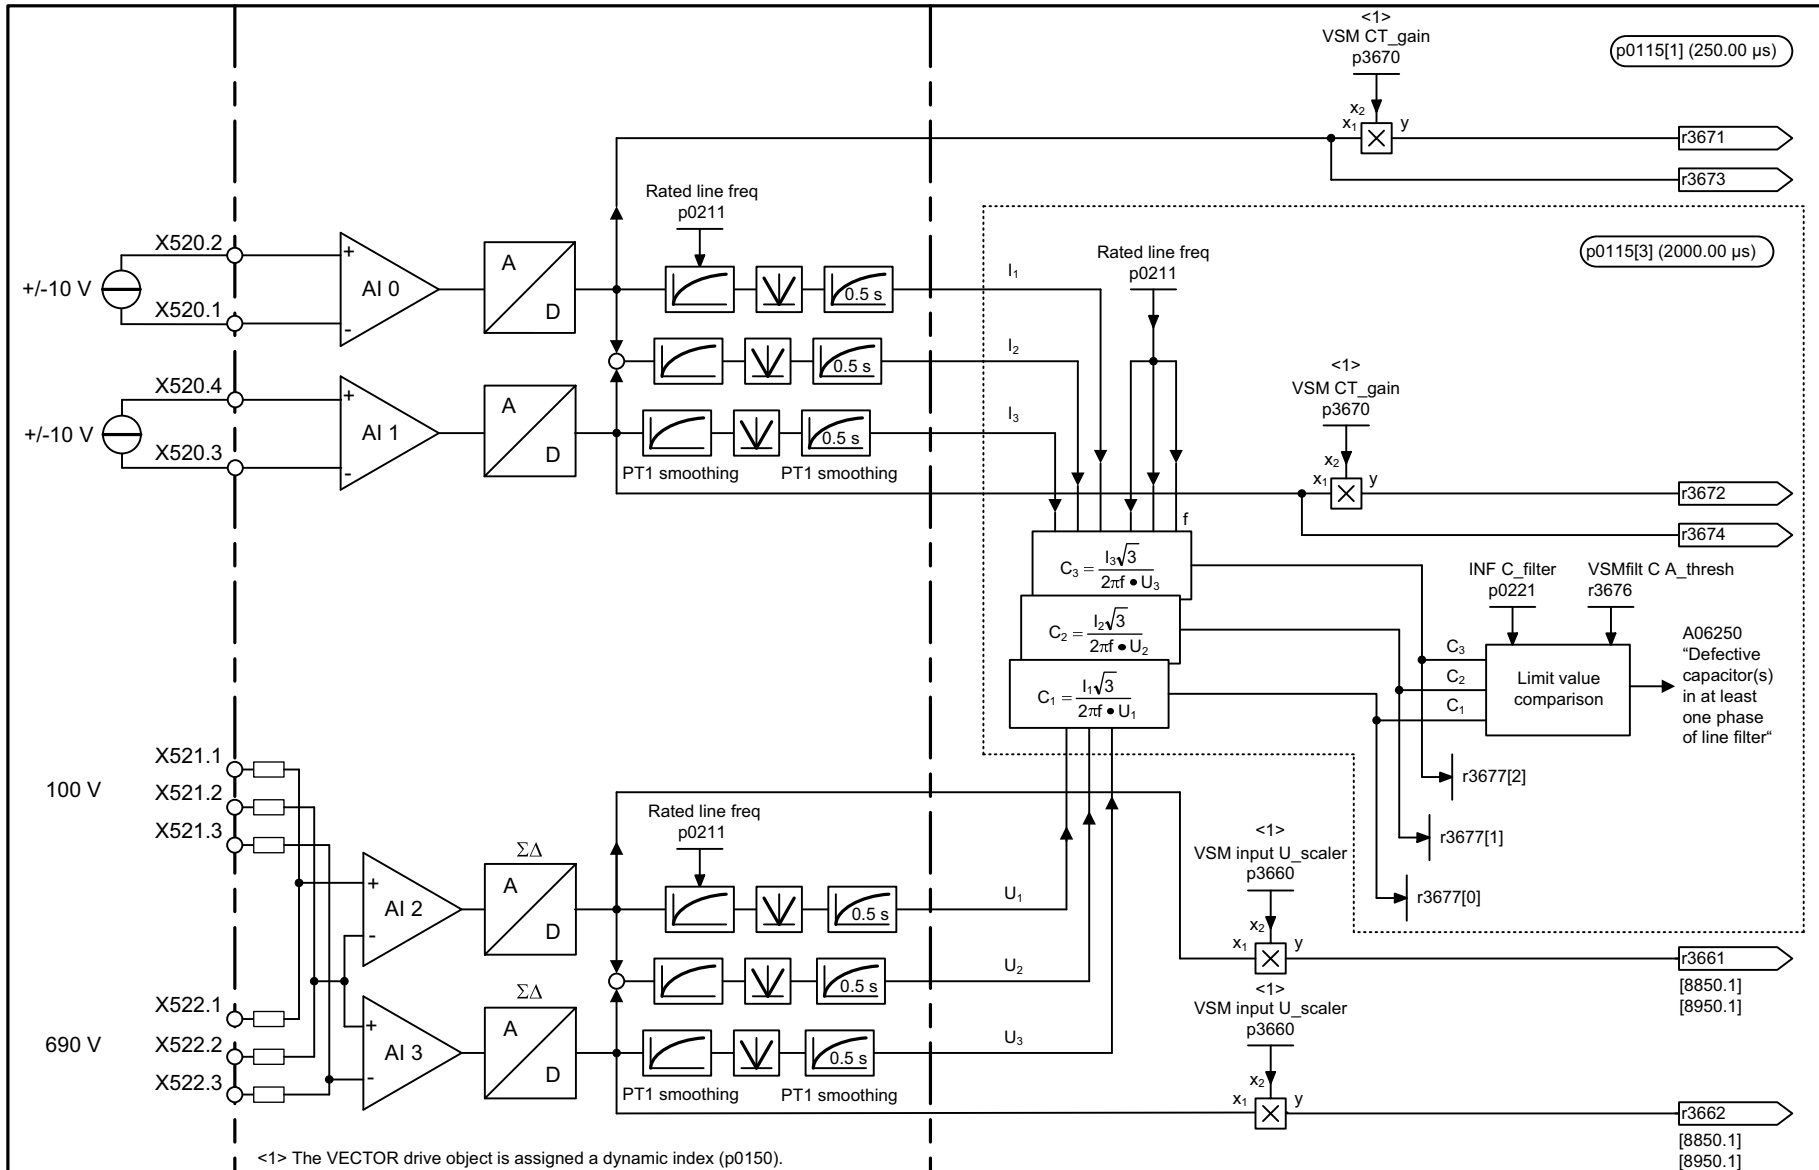 <1>
VSM CT_gain
p3670
p0115[1] (250.00 µs)
x2
x1
y
r3671
r3673
Rated line freq
p0211
p0115[3] (2000.00 µs)
Rated line freq
p0211
X520.2
+/-10 V
X520.1
AI 0
+
-
A
D
0.5 s
I1
0.5 s
I2
X520.4
+/-10 V
X520.3
AI 1
+
-
A
D
0.5 s
I3
PT1 smoothing
PT1 smoothing
<1>
VSM CT_gain
p3670
x2
x1
y
r3672
r3674
f
C3 = I3√3 / 2πf • U3
C2 = I2√3 / 2πf • U2
C1 = I1√3 / 2πf • U1
INF C_filter
p0221
VSMfilt C A_thresh
r3676
C3
C2
C1
Limit value
comparison
A06250
“Defective
capacitor(s)
in at least
one phase
of line filter“
r3677[2]
r3677[1]
r3677[0]
100 V
X521.1
X521.2
X521.3
Rated line freq
p0211
ΣΔ
AI 2
+
-
A
D
0.5 s
U1
0.5 s
U2
690 V
X522.1
X522.2
X522.3
ΣΔ
AI 3
+
-
A
D
0.5 s
U3
PT1 smoothing
PT1 smoothing
<1>
VSM input U_scaler
p3660
x2
x1
y
r3661
[8850.1]
[8950.1]
<1>
VSM input U_scaler
p3660
x2
x1
y
r3662
[8850.1]
[8950.1]
<1> The VECTOR drive object is assigned a dynamic index (p0150).